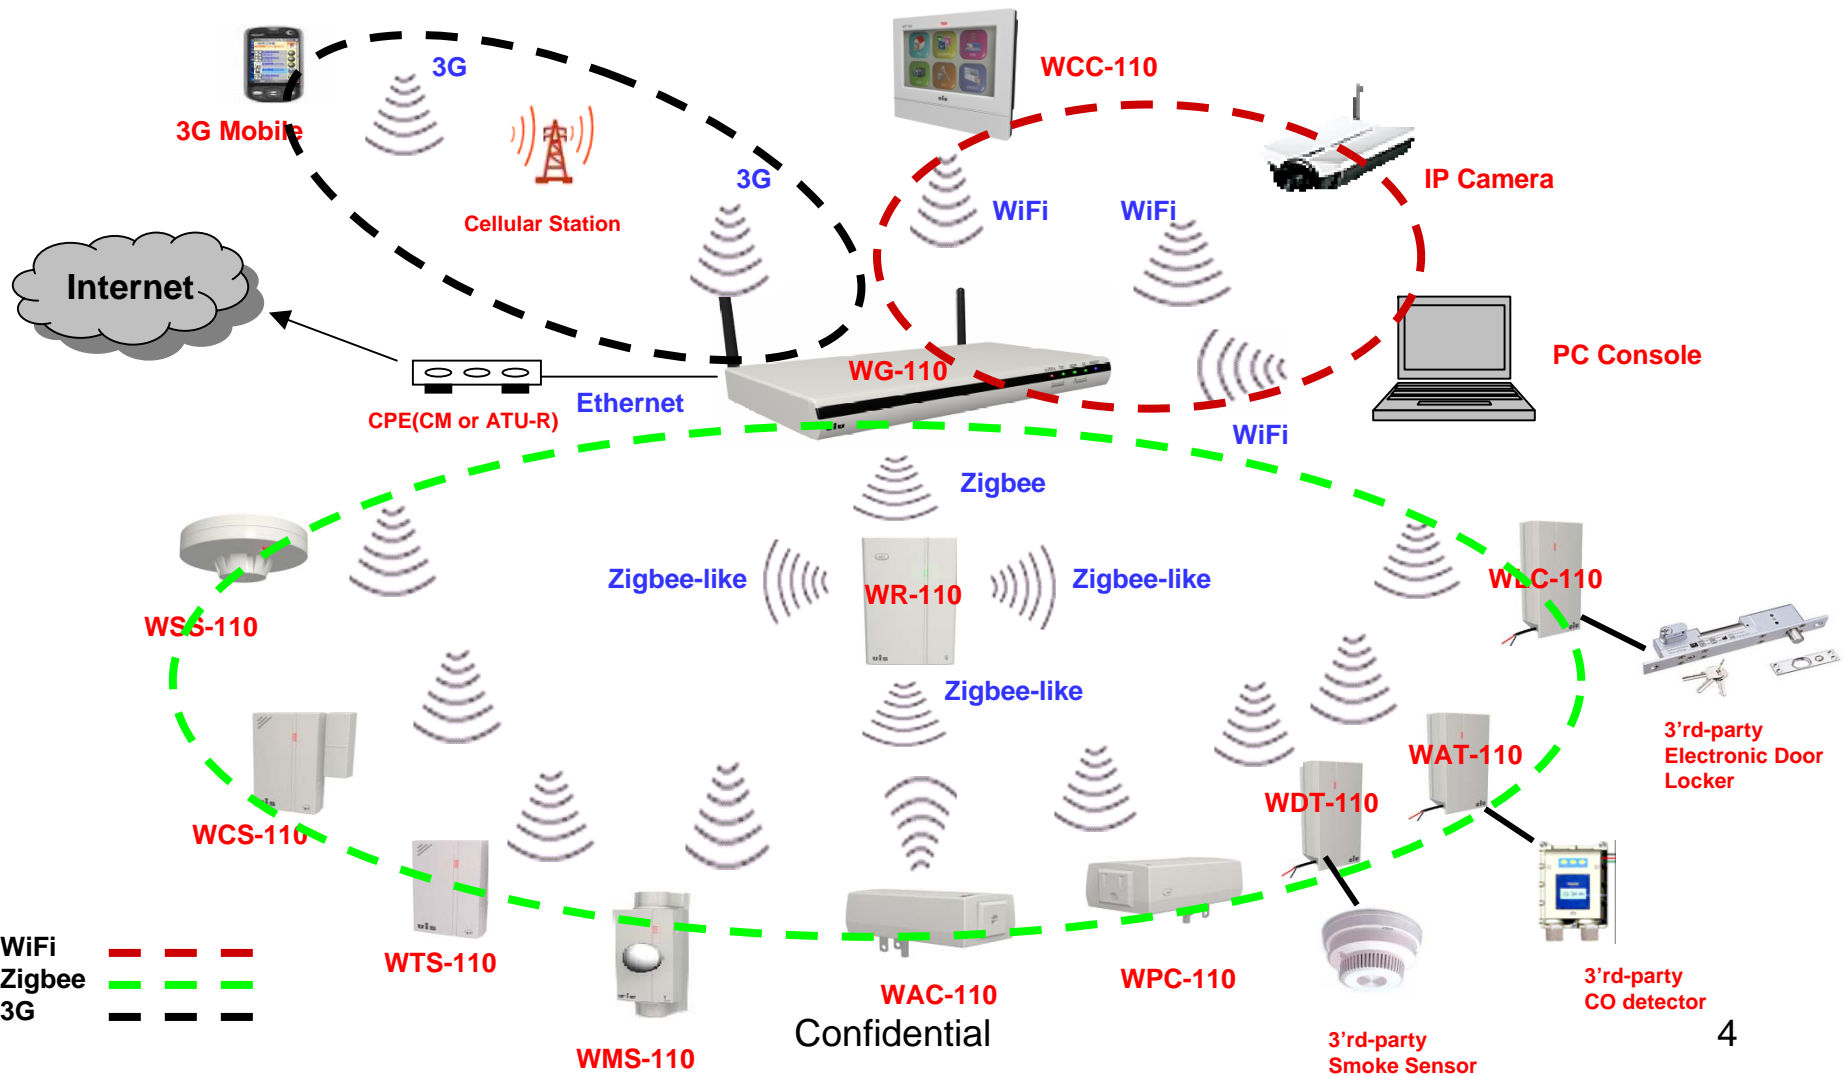 3G
WCC-110
3G Mobile
3G
IP Camera
Cellular Station
WiFi
WiFi
Internet
WG-110
PC Console
Ethernet
CPE(CM or ATU-R)
WiFi
Zigbee
WSS-110
Zigbee-like
WR-110
Zigbee-like
WLC-110
uis
Zigbee-like
3'rd-party
Electronic Door
Locker
WCS-110
WDT-110
WAT-110
WTS-110
WMS-110
WAC-110
WPC-110
3'rd-party
CO detector
3'rd-party
Smoke Sensor
WiFi
Zigbee
3G
Confidential
4